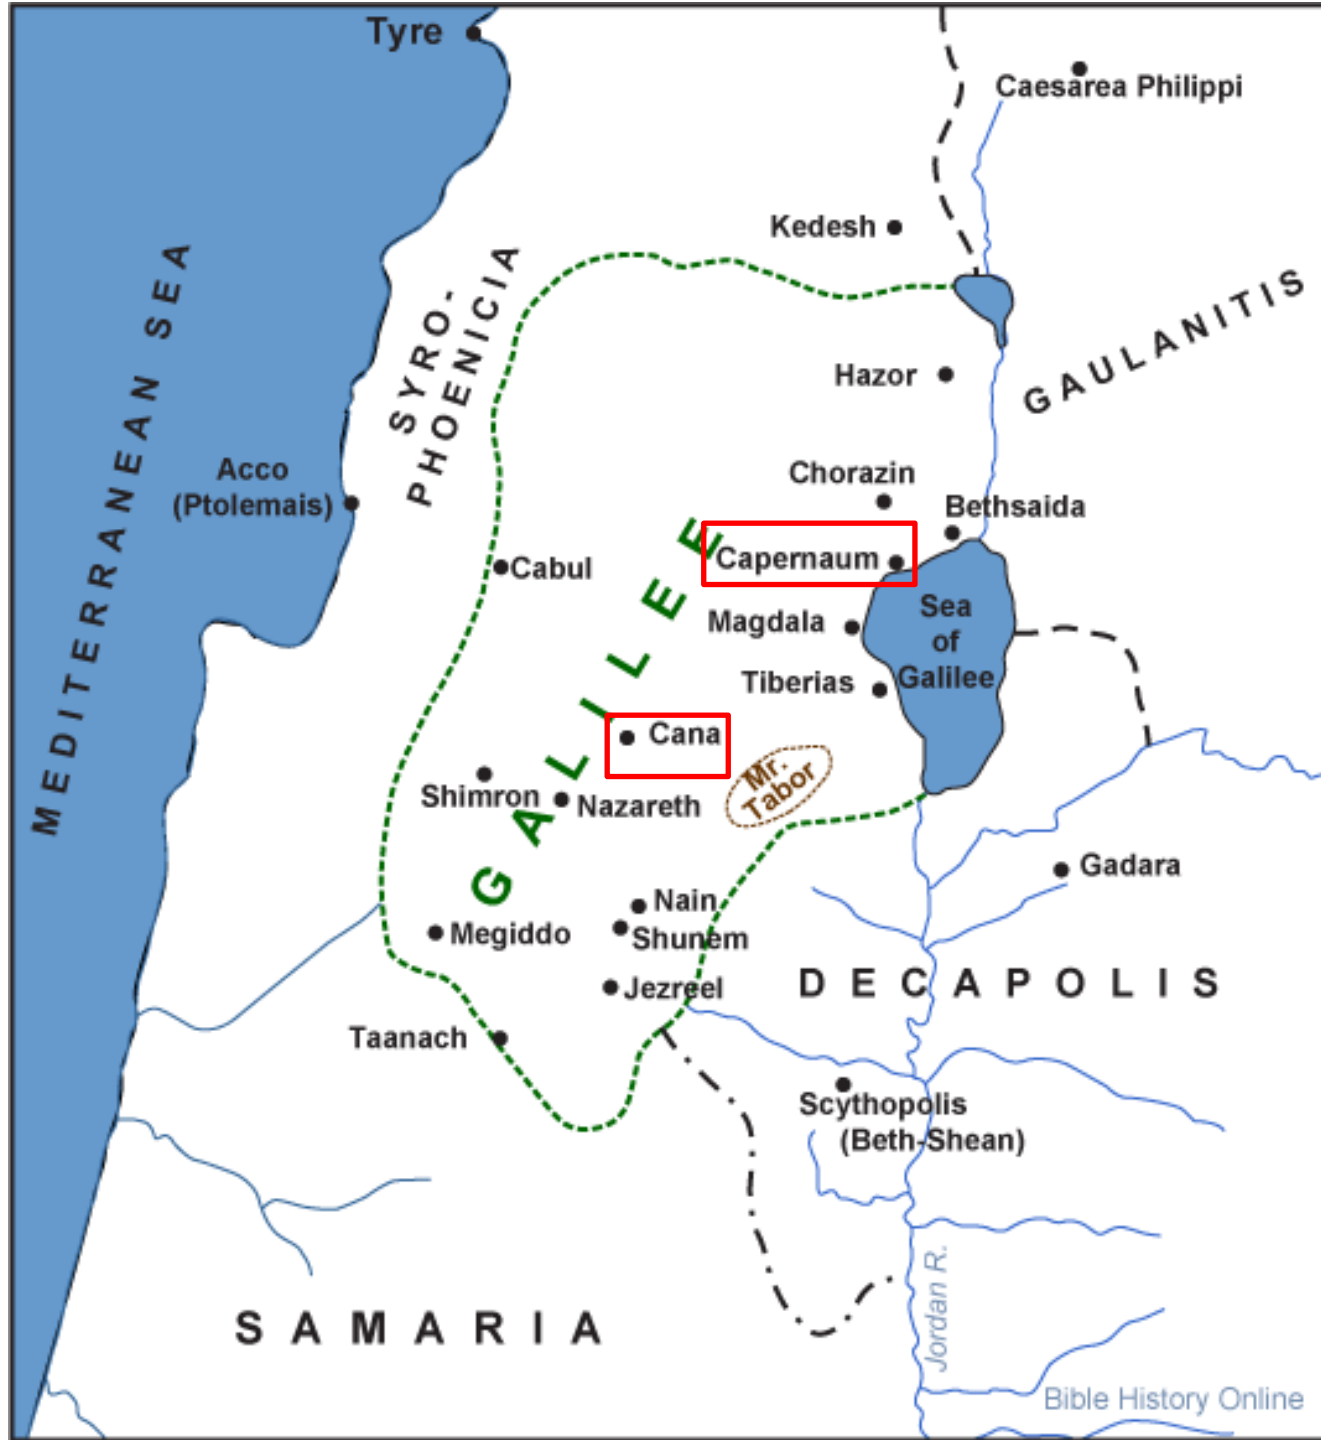 Tyre
Caesarea Philippi
Kedesh
MEDITERRANEAN SEA
SYRO-
PHOENICIA
GAULANITIS
Hazor
Acco
(Ptolemais)
Chorazin
Bethsaida
Cabul
Capernaum
GALILEE
Sea
of
Galilee
Magdala
Tiberias
Cana
Mr.
Tabor
Shimron
Nazareth
Gadara
Nain
Megiddo
Shunem
Jezreel
DECAPOLIS
Taanach
Scythopolis
(Beth-Shean)
Jordan R.
SAMARIA
Bible History Online